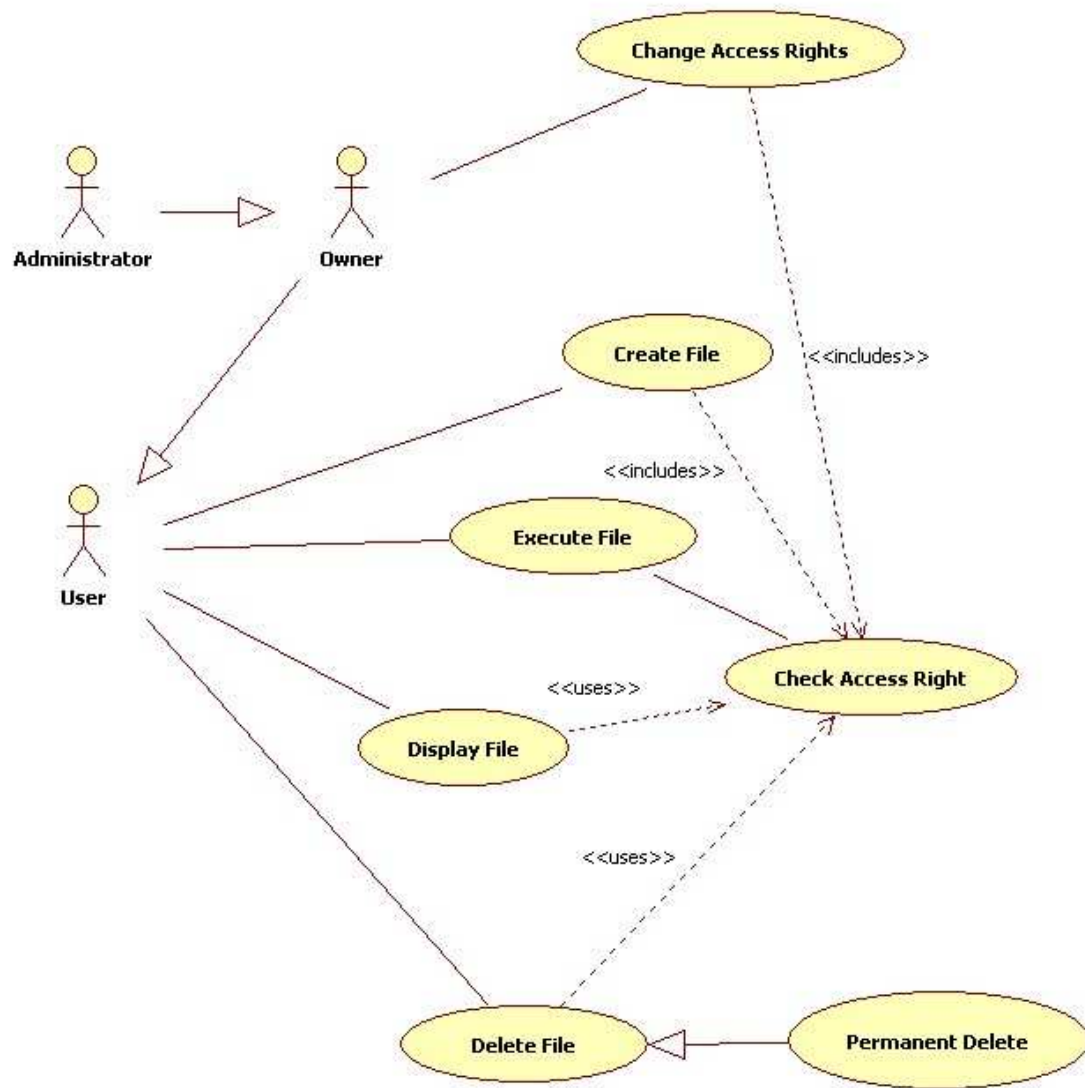 Change Access Rights
Administrator
Owner
Create File
<<includes>>
<<includes>>
Execute File
User
Check Access Right
<<uses>>
Display File
<<uses>>
Delete File
Permanent Delete